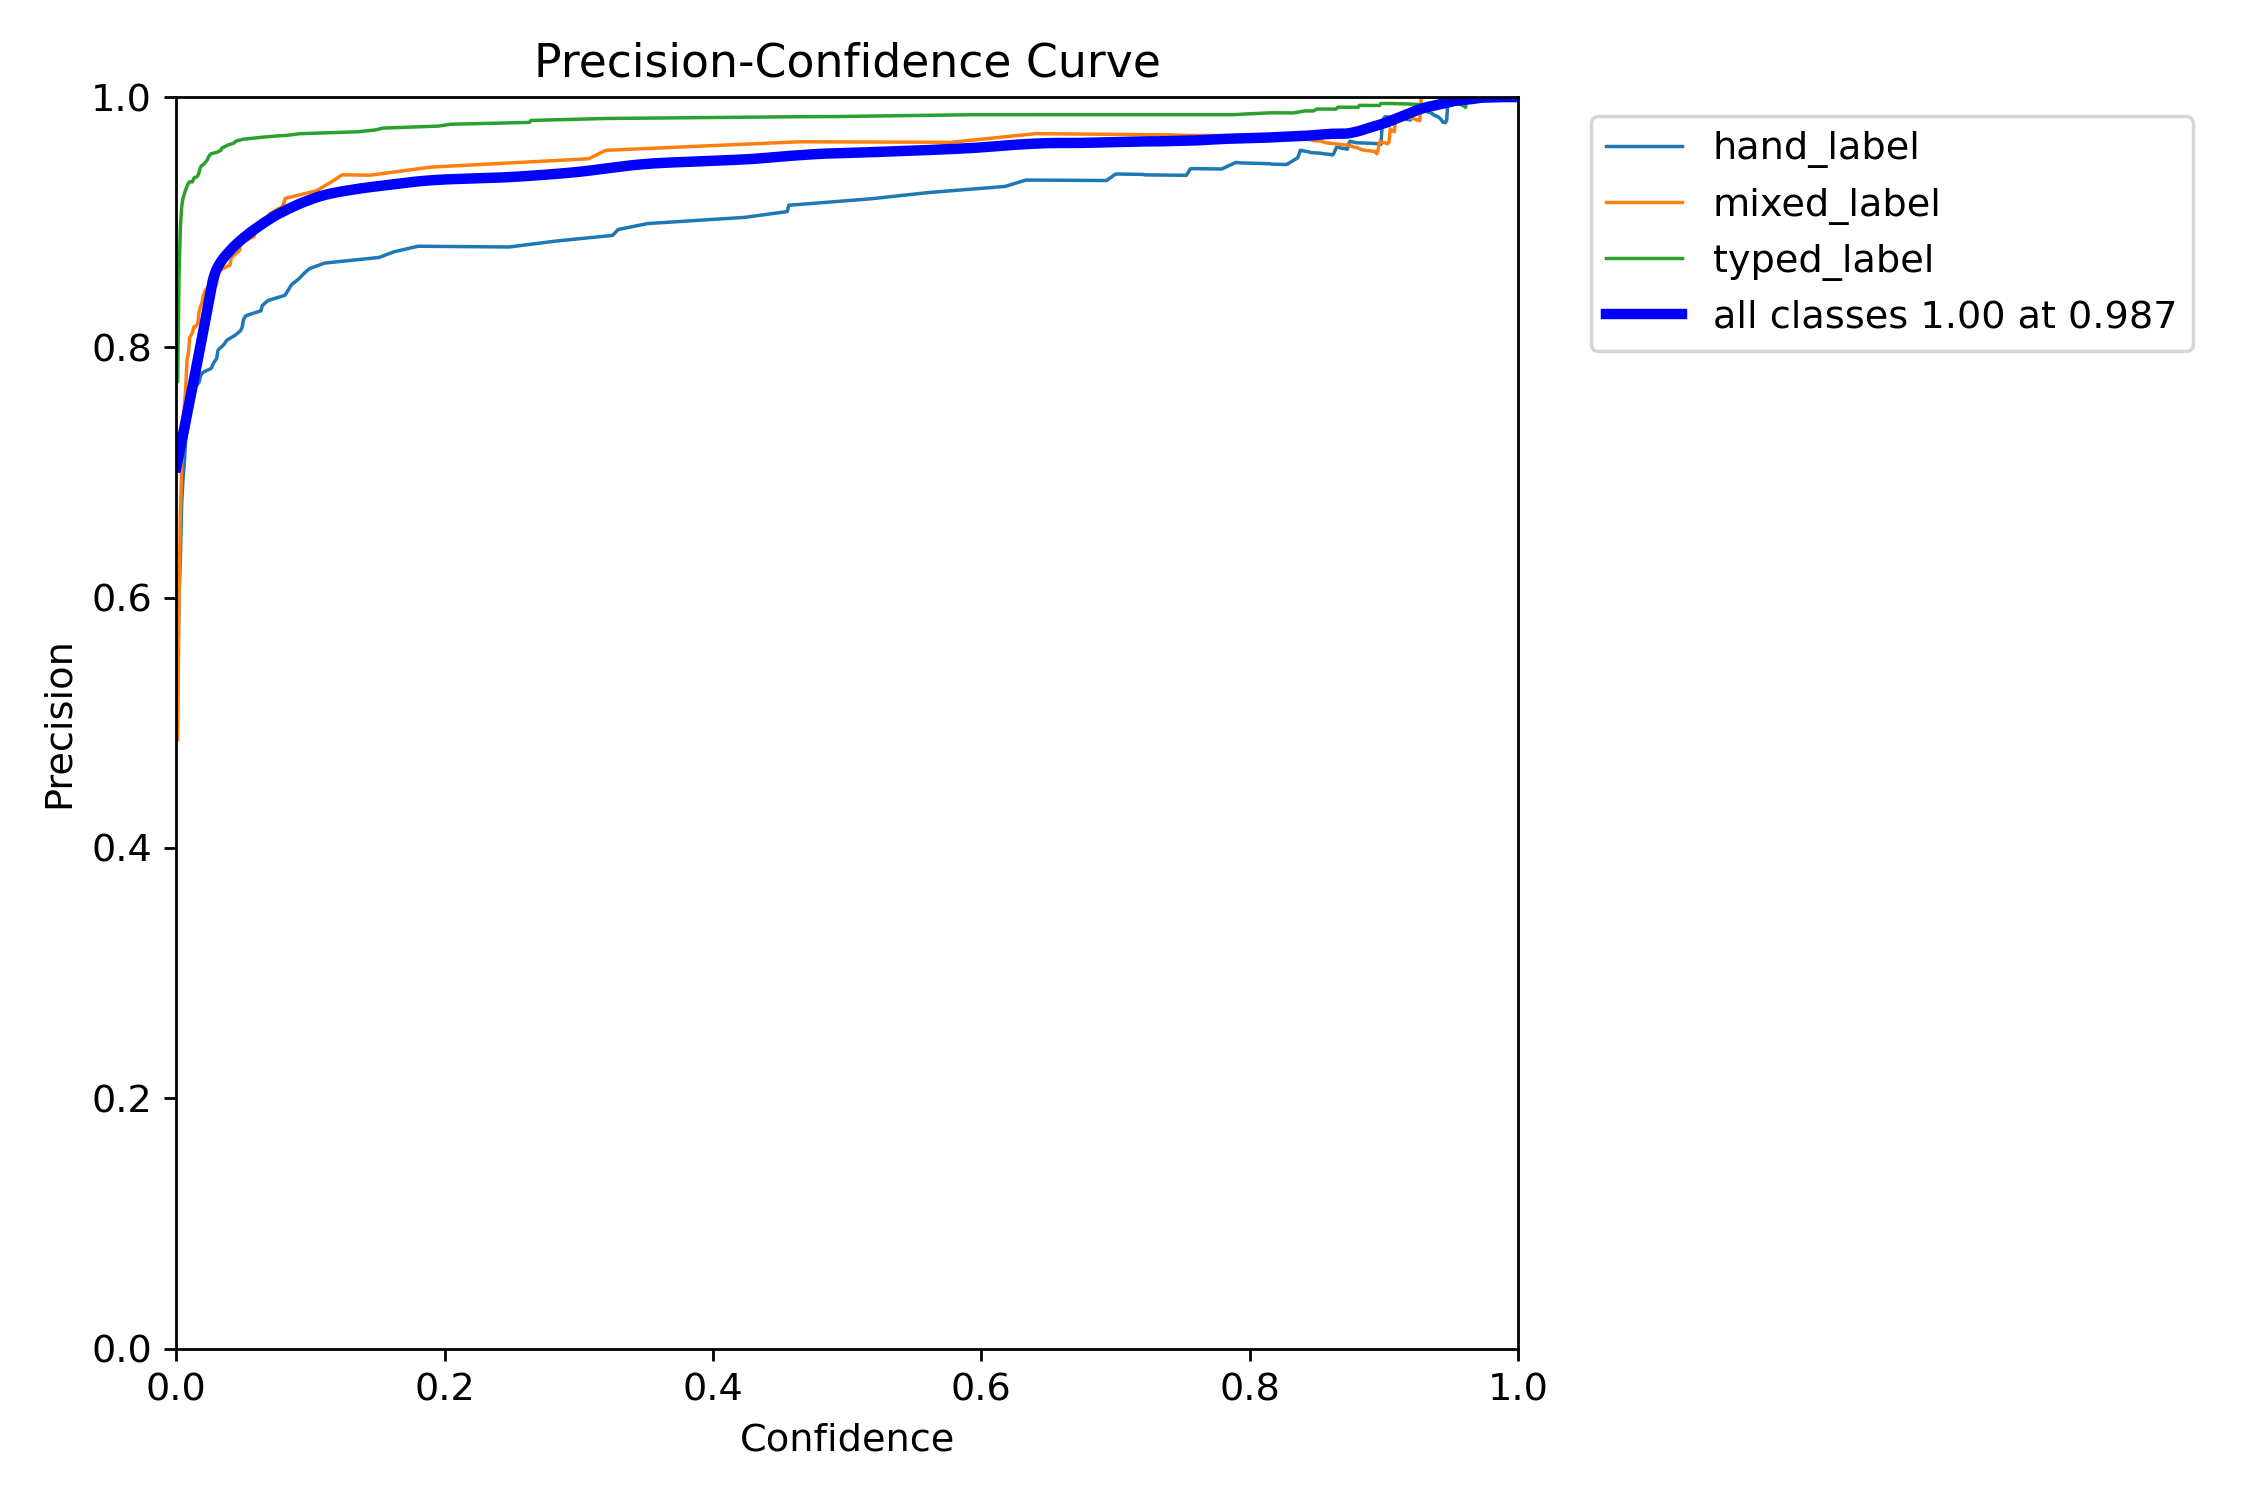 Precision-Confidence Curve
1.0
0.8
0.6
0.4
0.2
0.0
Precision
0.0 0.2 0.4 0.6 0.8 1.0
Confidence
hand_label
mixed_label
typed_label
all classes 1.00 at 0.987